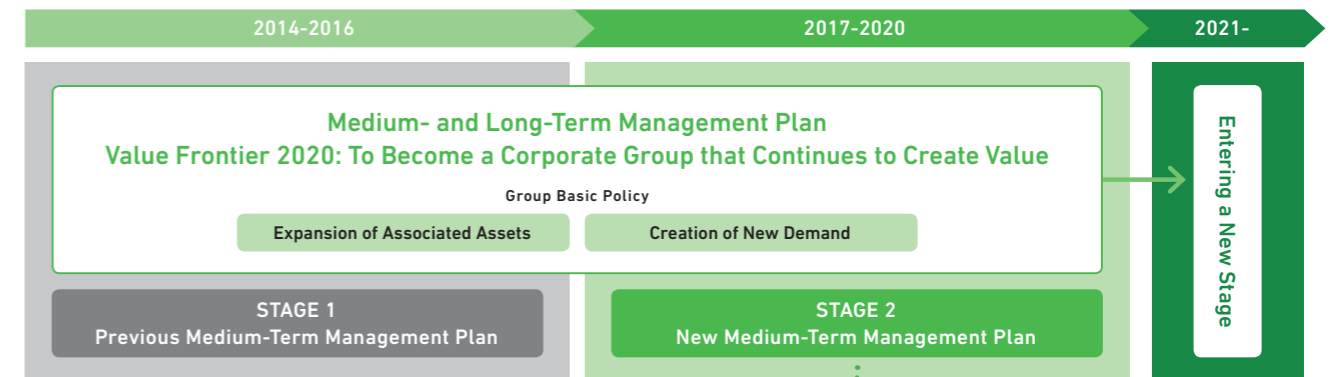 2014-2016
2017-2020
2021-
Medium- and Long-Term Management Plan
Value Frontier 2020: To Become a Corporate Group that Continues to Create Value
Group Basic Policy
Expansion of Associated Assets
Creation of New Demand
Entering a New Stage
STAGE 1
Previous Medium-Term Management Plan
STAGE 2
New Medium-Term Management Plan